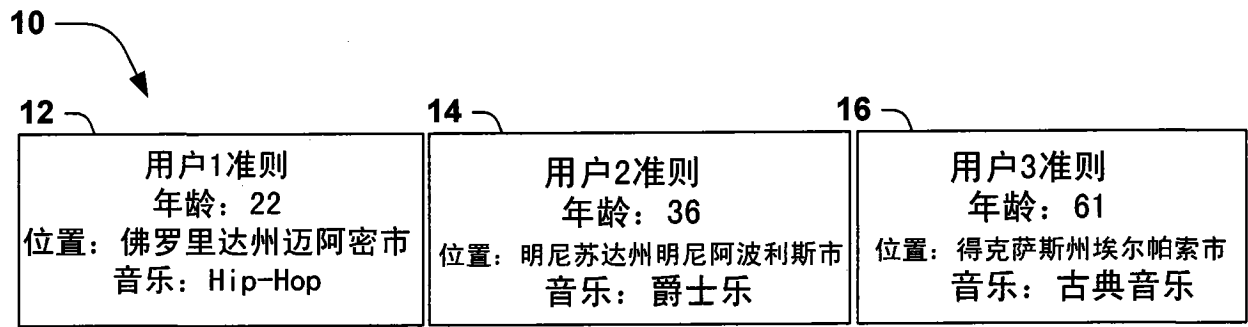 10
12
用户1准则
年龄：22
位置：佛罗里达州迈阿密市
音乐：Hip-Hop
14
用户2准则
年龄：36
位置：明尼苏达州明尼阿波利斯市
音乐：爵士乐
16
用户3准则
年龄：61
位置：得克萨斯州埃尔帕索市
音乐：古典音乐